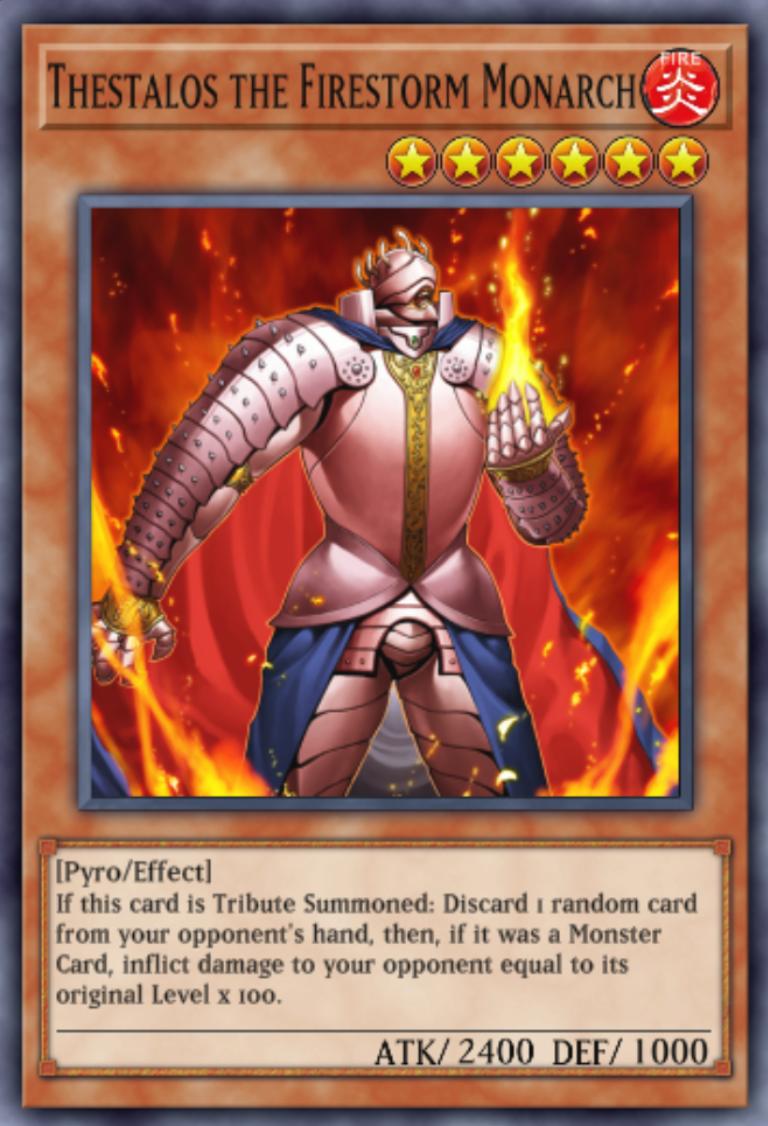 Thestalos the Firestorm Monarch
FIRE
炎
[Pyro/Effect]
If this card is Tribute Summoned: Discard 1 random card
from your opponent's hand, then, if it was a Monster
Card, inflict damage to your opponent equal to its
original Level x 100.
ATK/ 2400 DEF/ 1000